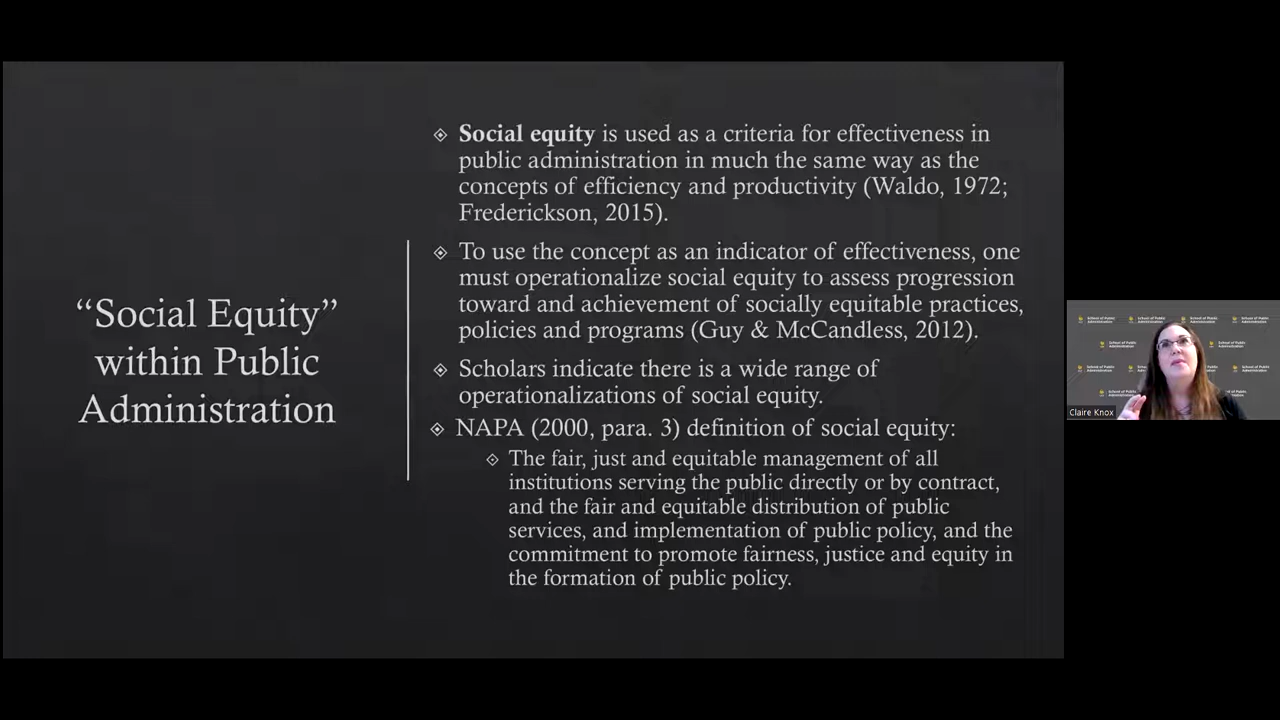 “Social Equity”
within Public
Administration
Social equity is used as a criteria for effectiveness in
public administration in much the same way as the
concepts of efficiency and productivity (Waldo, 1972;
Frederickson, 2015).
To use the concept as an indicator of effectiveness, one
must operationalize social equity to assess progression
toward and achievement of socially equitable practices,
policies and programs (Guy & McCandless, 2012).
Scholars indicate there is a wide range of
operationalizations of social equity.
NAPA (2000, para. 3) definition of social equity:
The fair, just and equitable management of all
institutions serving the public directly or by contract,
and the fair and equitable distribution of public
services, and implementation of public policy, and the
commitment to promote fairness, justice and equity in
the formation of public policy.
School of Public
Administration
Claire Knox